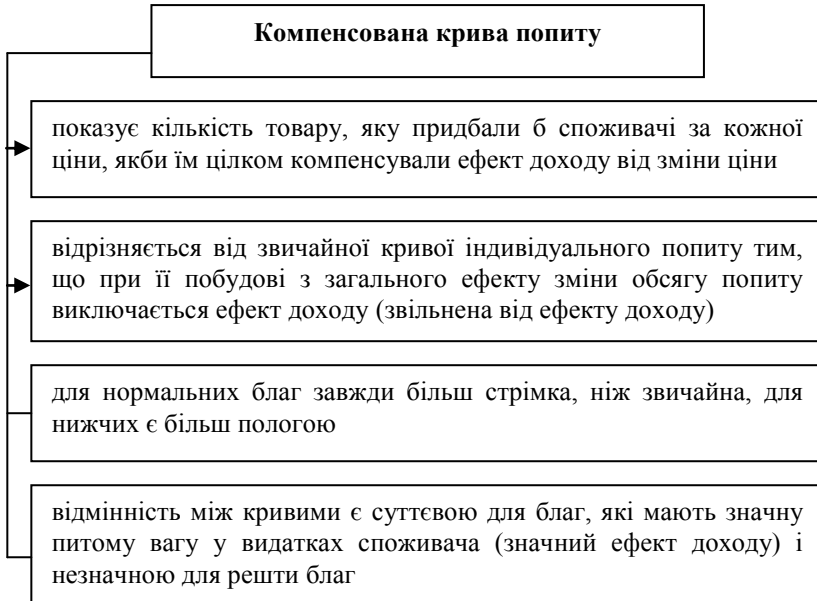 Компенсована крива попиту
показує кількість товару, яку придбали б споживачі за кожної
ціни, якби їм цілком компенсували ефект доходу від зміни ціни
відрізняється від звичайної кривої індивідуального попиту тим,
що при її побудові з загального ефекту зміни обсягу попиту
виключається ефект доходу (звільнена від ефекту доходу)
для нормальних благ завжди більш стрімка, ніж звичайна, для
нижчих є більш пологою
відмінність між кривими є суттєвою для благ, які мають значну
питому вагу у видатках споживача (значний ефект доходу) і
незначною для решти благ